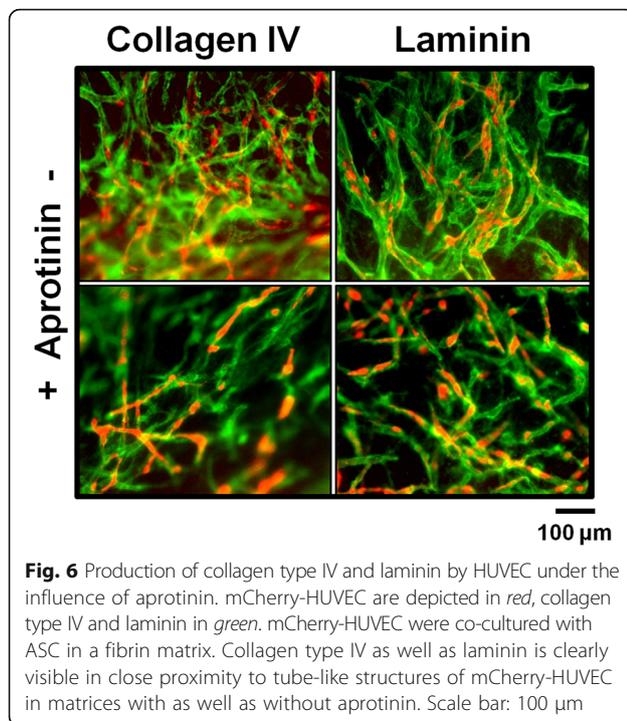 Collagen IV Laminin
+ Aprotinin -
100 µm
Fig. 6 Production of collagen type IV and laminin by HUVEC under the
influence of aprotinin. mCherry-HUVEC are depicted in red, collagen
type IV and laminin in green. mCherry-HUVEC were co-cultured with
ASC in a fibrin matrix. Collagen type IV as well as laminin is clearly
visible in close proximity to tube-like structures of mCherry-HUVEC
in matrices with as well as without aprotinin. Scale bar: 100 µm